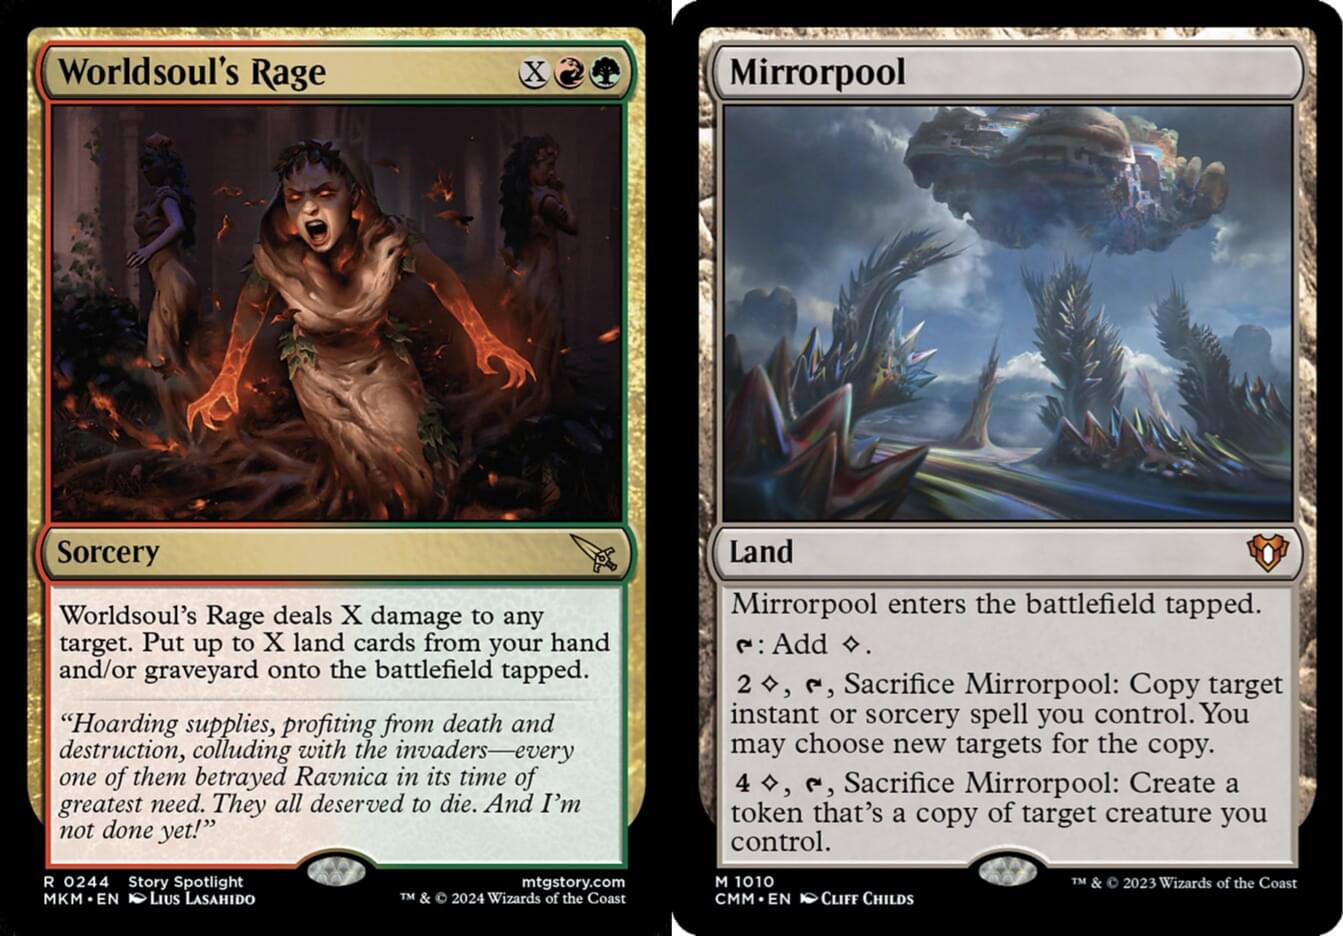 Worldsoul's Rage
X
Sorcery
Worldsoul's Rage deals X damage to any
target. Put up to X land cards from your hand
and/or graveyard onto the battlefield tapped.
“Hoarding supplies, profiting from death and
destruction, colluding with the invaders—every
one of them betrayed Ravnica in its time of
greatest need. They all deserved to die. And I'm
not done yet!”
R 0244 Story Spotlight
MKM • EN Lius Lasahido
mtgstory.com
™ & © 2024 Wizards of the Coast
Mirrorpool
Land
Mirrorpool enters the battlefield tapped.
: Add .
2 , , Sacrifice Mirrorpool: Copy target
instant or sorcery spell you control. You
may choose new targets for the copy.
4 , , Sacrifice Mirrorpool: Create a
token that's a copy of target creature you
control.
M 1010
CMM • EN Cliff Childs
™ & © 2023 Wizards of the Coast